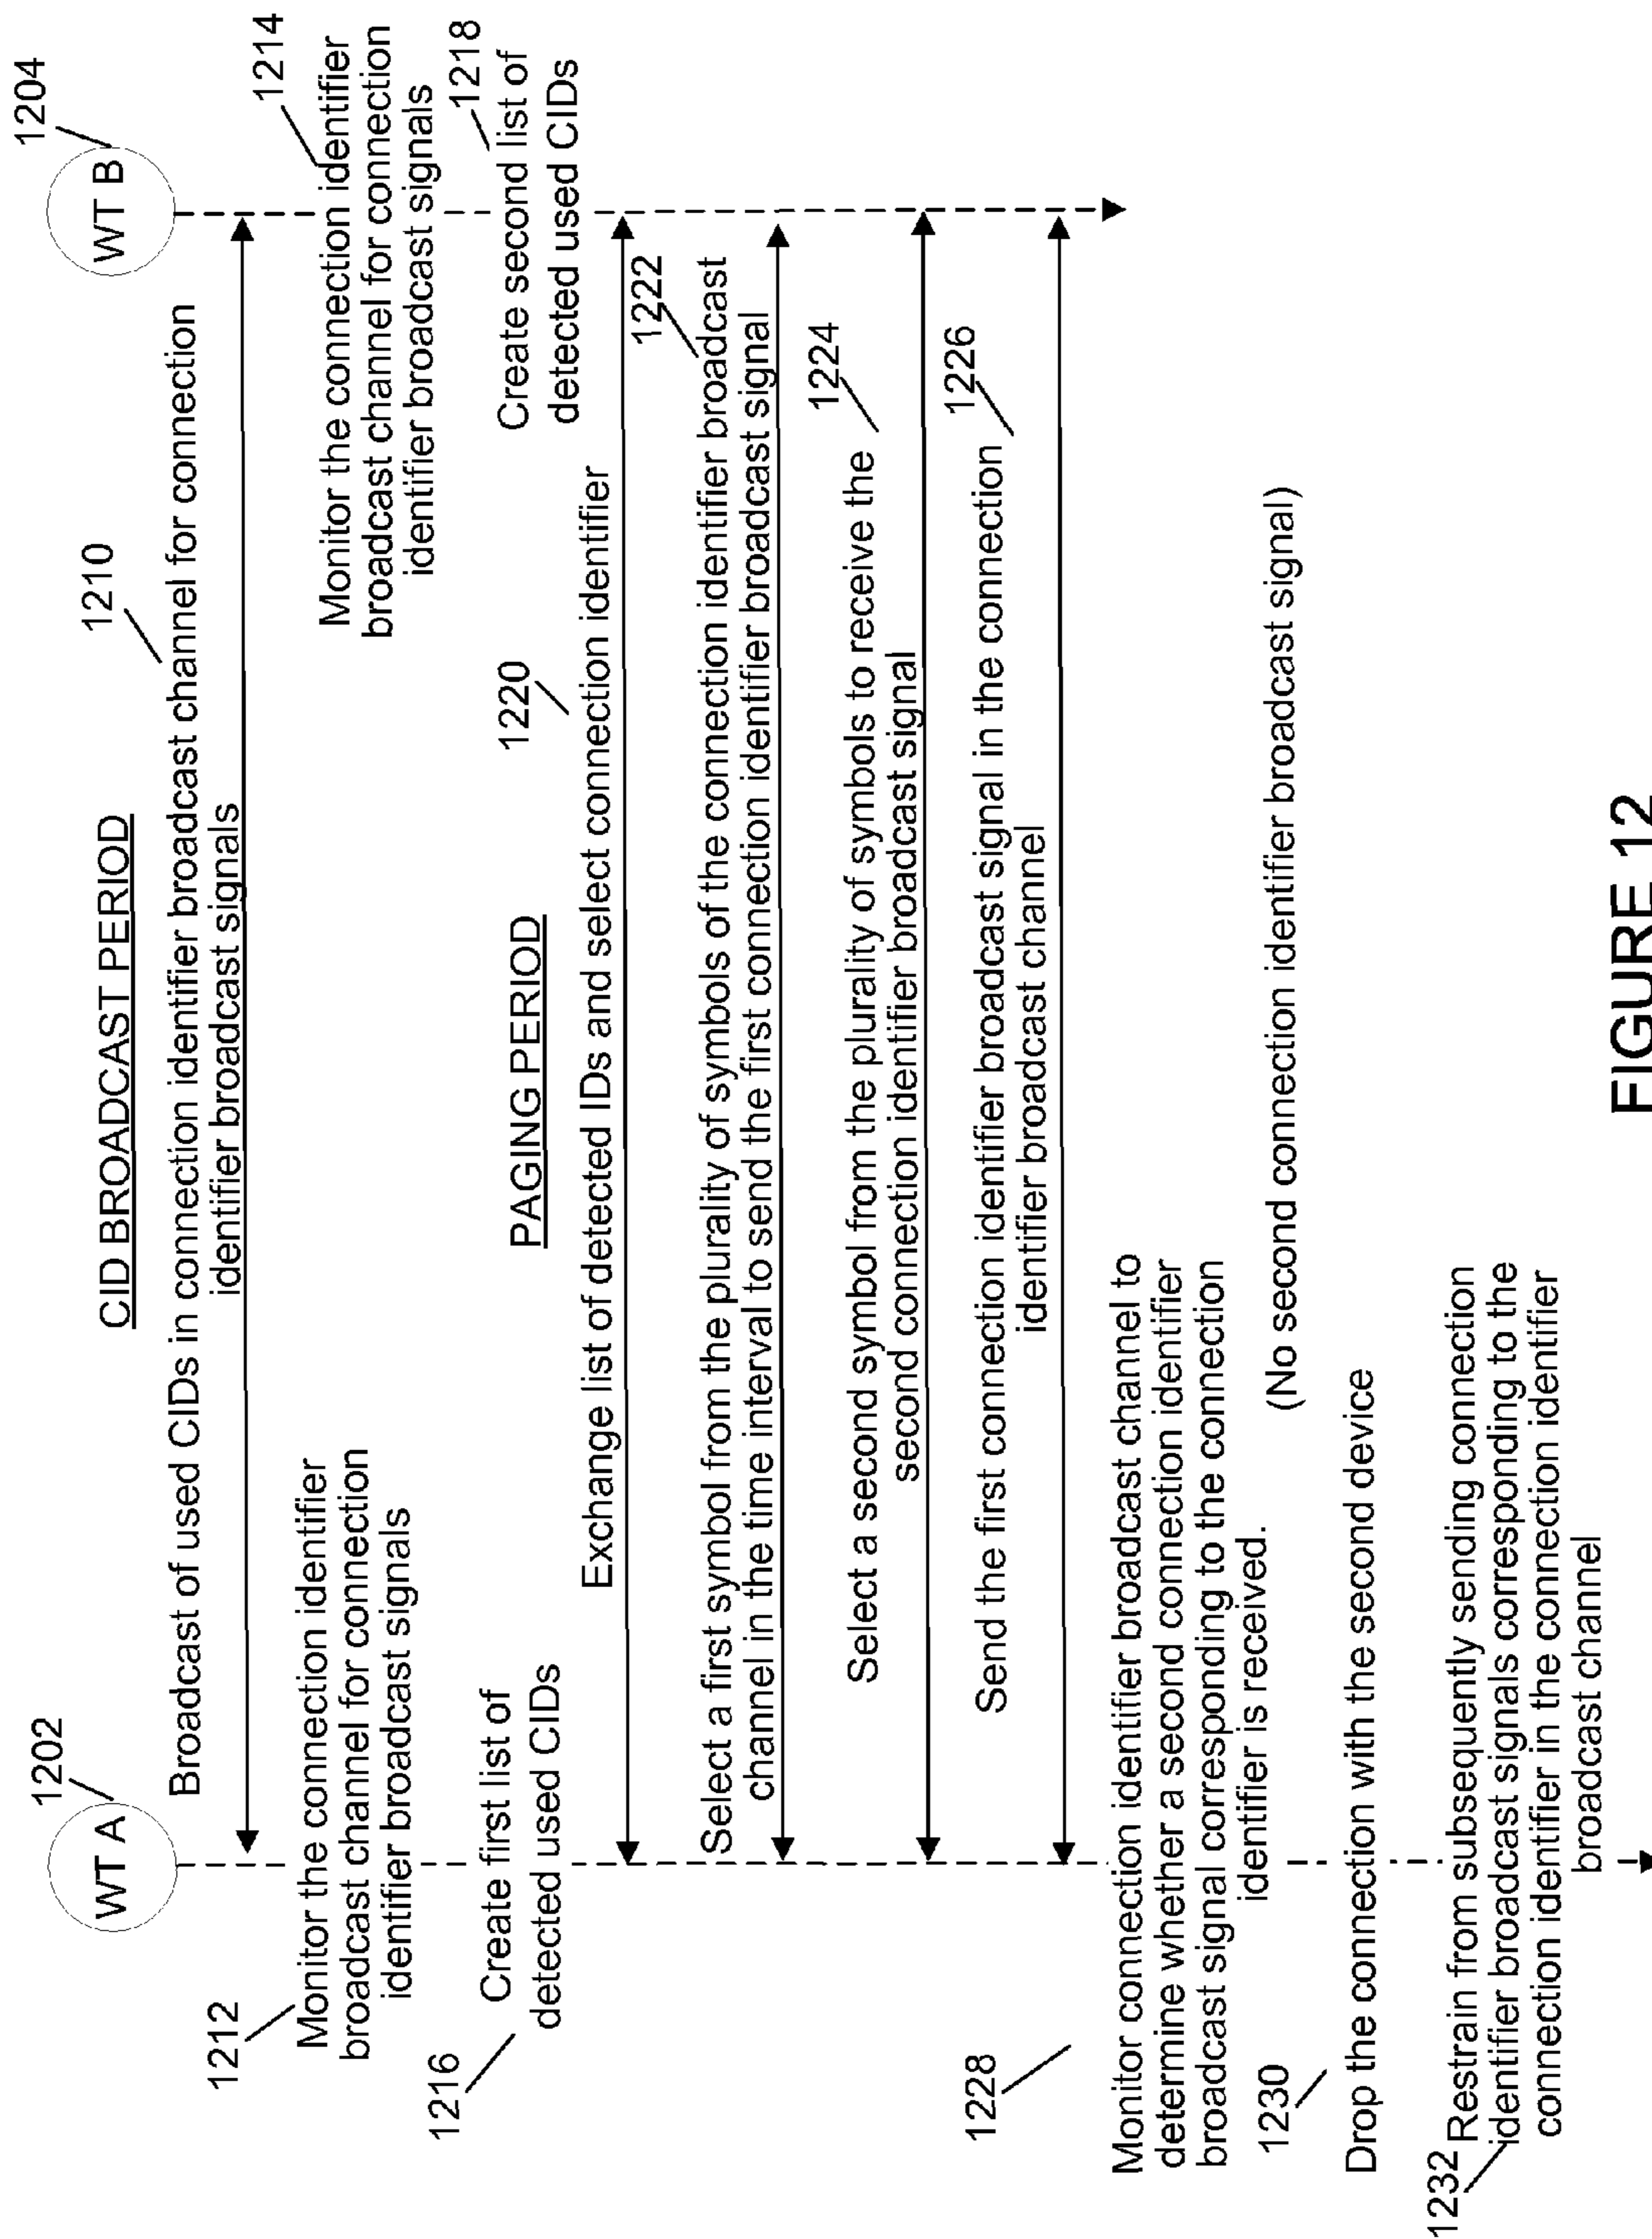 1202
WT A
1204
WT B
CID BROADCAST PERIOD
1210
Broadcast of used CIDs in connection identifier broadcast channel for connection
identifier broadcast signals
1212
Monitor the connection identifier
broadcast channel for connection
identifier broadcast signals
1214
Monitor the connection identifier
broadcast channel for connection
identifier broadcast signals
1216
Create first list of
detected used CIDs
1218
Create second list of
detected used CIDs
PAGING PERIOD
1220
Exchange list of detected IDs and select connection identifier
1222
Select a first symbol from the plurality of symbols of the connection identifier broadcast
channel in the time interval to send the first connection identifier broadcast signal
1224
Select a second symbol from the plurality of symbols to receive the
second connection identifier broadcast signal
1226
Send the first connection identifier broadcast signal in the connection
identifier broadcast channel
1228
Monitor connection identifier broadcast channel to
determine whether a second connection identifier
broadcast signal corresponding to the connection
identifier is received.
(No second connection identifier broadcast signal)
1230
Drop the connection with the second device
1232
Restrain from subsequently sending connection
identifier broadcast signals corresponding to the
connection identifier in the connection identifier
broadcast channel
FIGURE 12